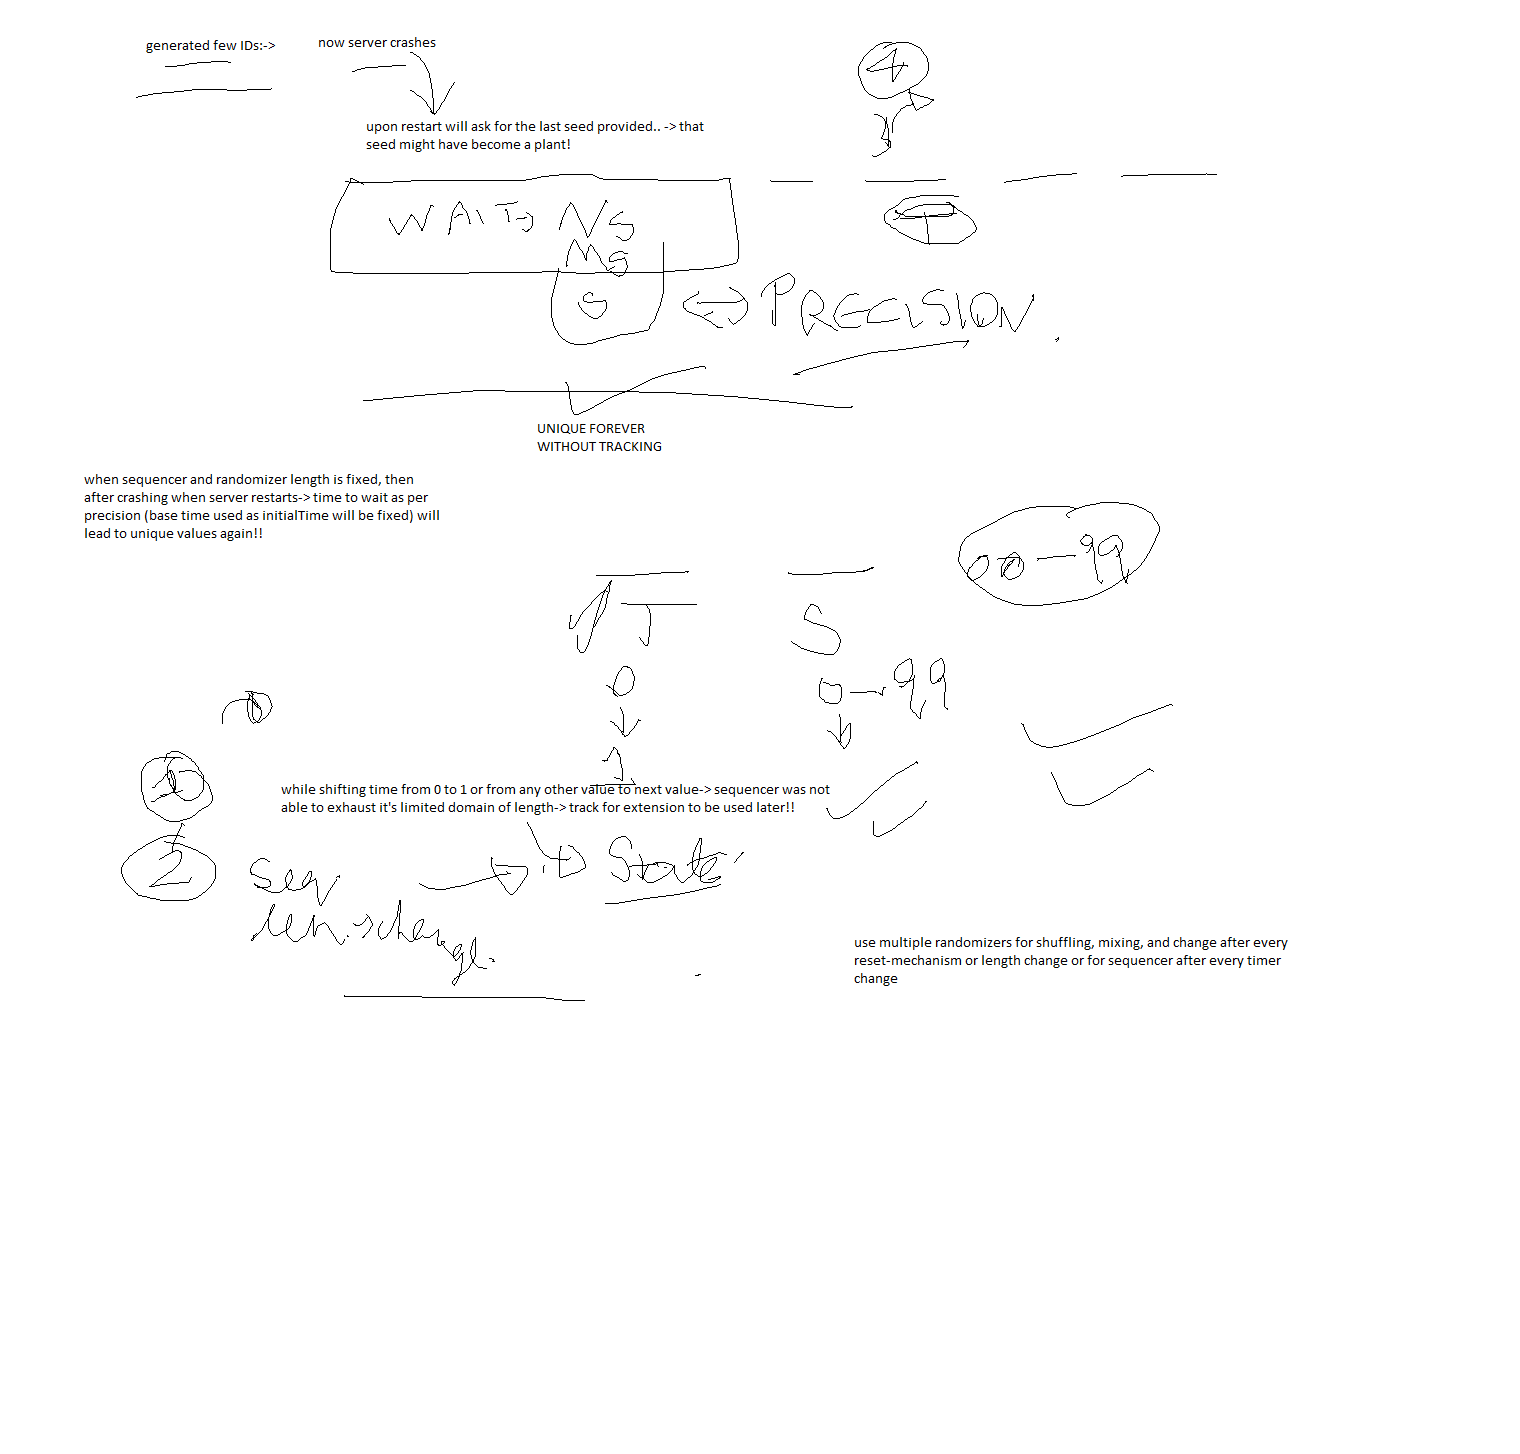 generated few IDs:->
now server crashes
4
upon restart will ask for the last seed provided.. -> that
seed might have become a plant!
3
WAIT-> NS
MS
S <-> PRECISION.
T
UNIQUE FOREVER
WITHOUT TRACKING
when sequencer and randomizer length is fixed, then
after crashing when server restarts-> time to wait as per
precision (base time used as initialTime will be fixed) will
lead to unique values again!!
00-99
T S
0 0-99
1
while shifting time from 0 to 1 or from any other value to next value-> sequencer was not
able to exhaust it's limited domain of length-> track for extension to be used later!!
2 Seq State
len.
use multiple randomizers for shuffling, mixing, and change after every
reset-mechanism or length change or for sequencer after every timer
change